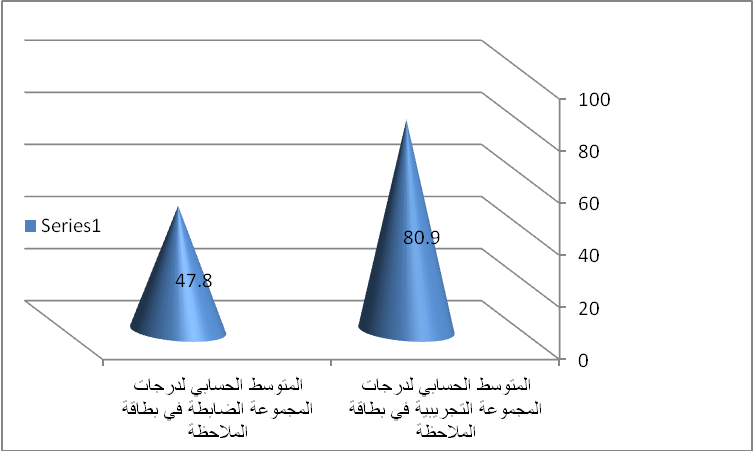 100
80
60
40
20
0
80.9
47.8
Series1
المتوسط الحسابي لدرجات
المجموعة التجريبية في بطاقة
الملاحظة
المتوسط الحسابي لدرجات
المجموعة الضابطة في بطاقة
الملاحظة